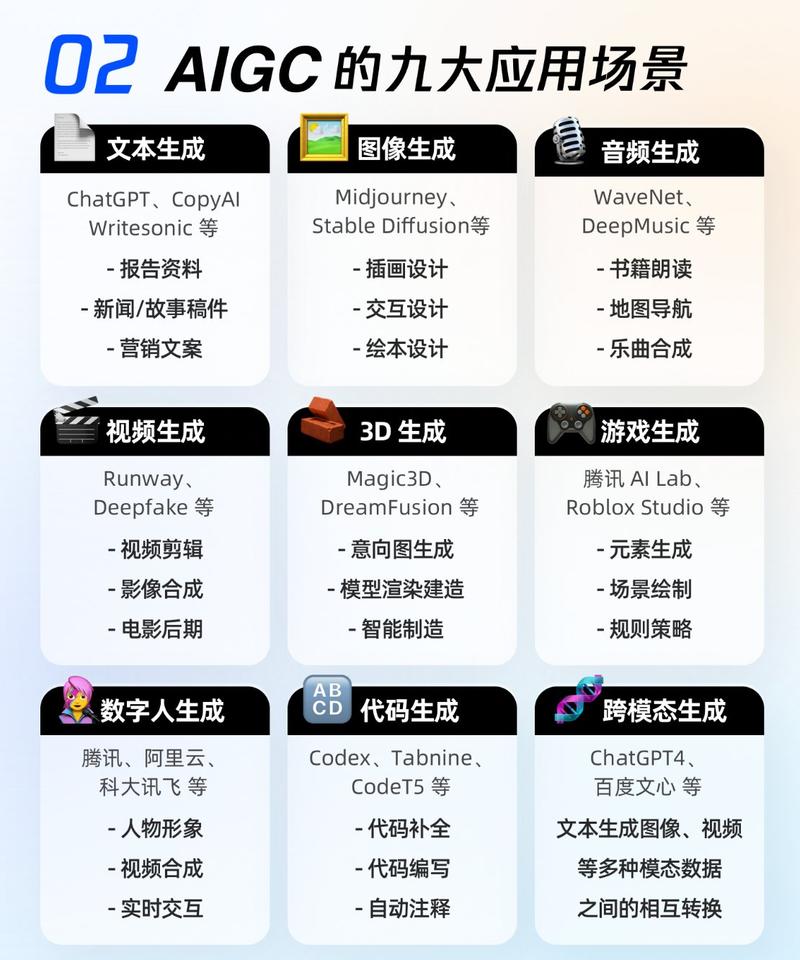 02 AIGC 的九大应用场景
文本生成
ChatGPT、CopyAI
Writesonic 等
- 报告资料
- 新闻/故事稿件
- 营销文案
图像生成
Midjourney、
Stable Diffusion等
- 插画设计
- 交互设计
- 绘本设计
音频生成
WaveNet、
DeepMusic 等
- 书籍朗读
- 地图导航
- 乐曲合成
视频生成
Runway、
Deepfake 等
- 视频剪辑
- 影像合成
- 电影后期
3D 生成
Magic3D、
DreamFusion 等
- 意向图生成
- 模型渲染建造
- 智能制造
游戏生成
腾讯 AI Lab、
Roblox Studio 等
- 元素生成
- 场景绘制
- 规则策略
数字人生成
腾讯、阿里云、
科大讯飞 等
- 人物形象
- 视频合成
- 实时交互
AB
CD
代码生成
Codex、Tabnine、
CodeT5 等
- 代码补全
- 代码编写
- 自动注释
跨模态生成
ChatGPT4、
百度文心 等
文本生成图像、视频
等多种模态数据
之间的相互转换